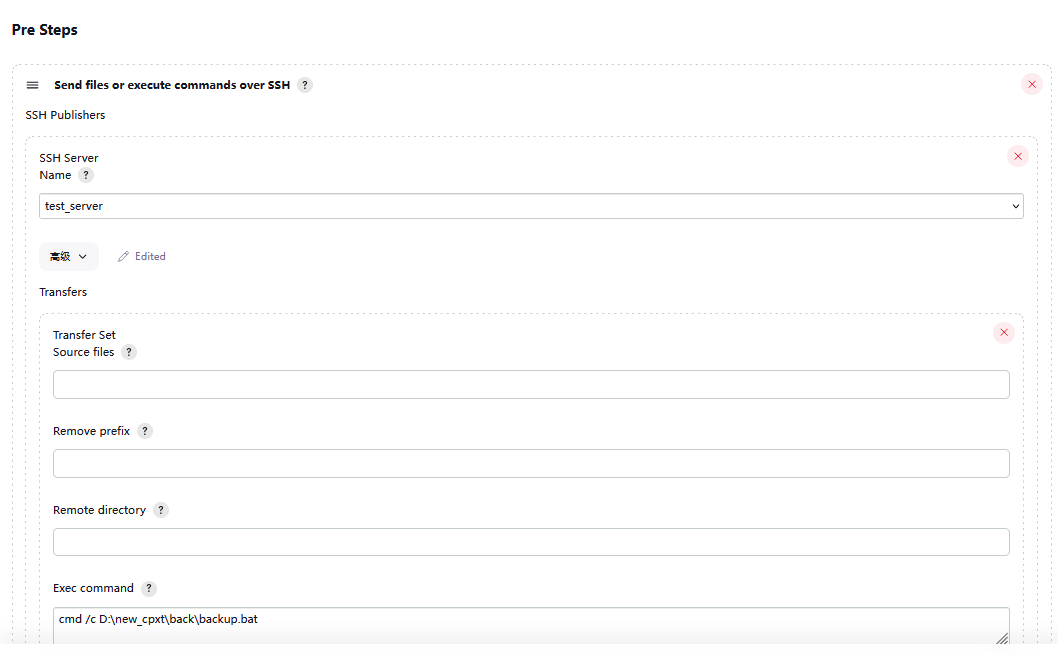 Pre Steps
Send files or execute commands over SSH ?
SSH Publishers
SSH Server
Name ?
test_server
高级
Edited
Transfers
Transfer Set
Source files ?
Remove prefix ?
Remote directory ?
Exec command ?
cmd /c D:\new_cpxt\back\backup.bat